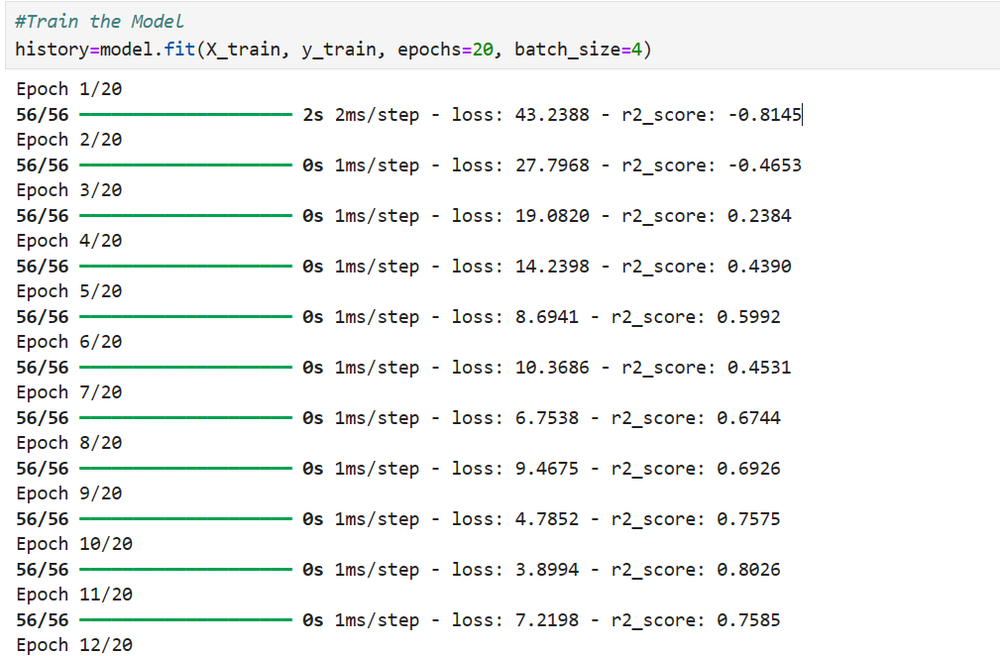 #Train the Model
history=model.fit(X_train, y_train, epochs=20, batch_size=4)
Epoch 1/20
56/56 2s 2ms/step - loss: 43.2388 - r2_score: -0.8145
Epoch 2/20
56/56 0s 1ms/step - loss: 27.7968 - r2_score: -0.4653
Epoch 3/20
56/56 0s 1ms/step - loss: 19.0820 - r2_score: 0.2384
Epoch 4/20
56/56 0s 1ms/step - loss: 14.2398 - r2_score: 0.4390
Epoch 5/20
56/56 0s 1ms/step - loss: 8.6941 - r2_score: 0.5992
Epoch 6/20
56/56 0s 1ms/step - loss: 10.3686 - r2_score: 0.4531
Epoch 7/20
56/56 0s 1ms/step - loss: 6.7538 - r2_score: 0.6744
Epoch 8/20
56/56 0s 1ms/step - loss: 9.4675 - r2_score: 0.6926
Epoch 9/20
56/56 0s 1ms/step - loss: 4.7852 - r2_score: 0.7575
Epoch 10/20
56/56 0s 1ms/step - loss: 3.8994 - r2_score: 0.8026
Epoch 11/20
56/56 0s 1ms/step - loss: 7.2198 - r2_score: 0.7585
Epoch 12/20